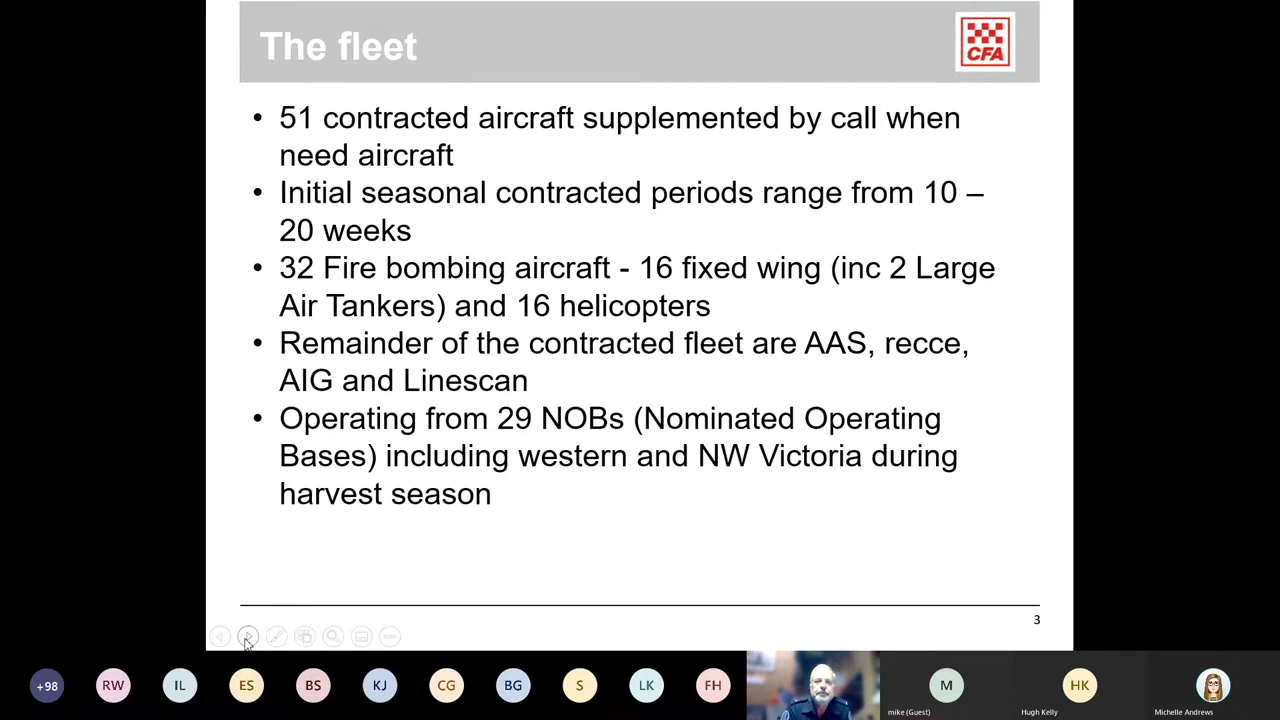 The fleet
CFA
• 51 contracted aircraft supplemented by call when
need aircraft
• Initial seasonal contracted periods range from 10 –
20 weeks
• 32 Fire bombing aircraft - 16 fixed wing (inc 2 Large
Air Tankers) and 16 helicopters
• Remainder of the contracted fleet are AAS, recce,
AIG and Linescan
• Operating from 29 NOBs (Nominated Operating
Bases) including western and NW Victoria during
harvest season
3
+98
RW
IL
ES
BS
KJ
CG
BG
S
LK
FH
M
HK
mike (Guest)
Hugh Kelly
Michelle Andrews